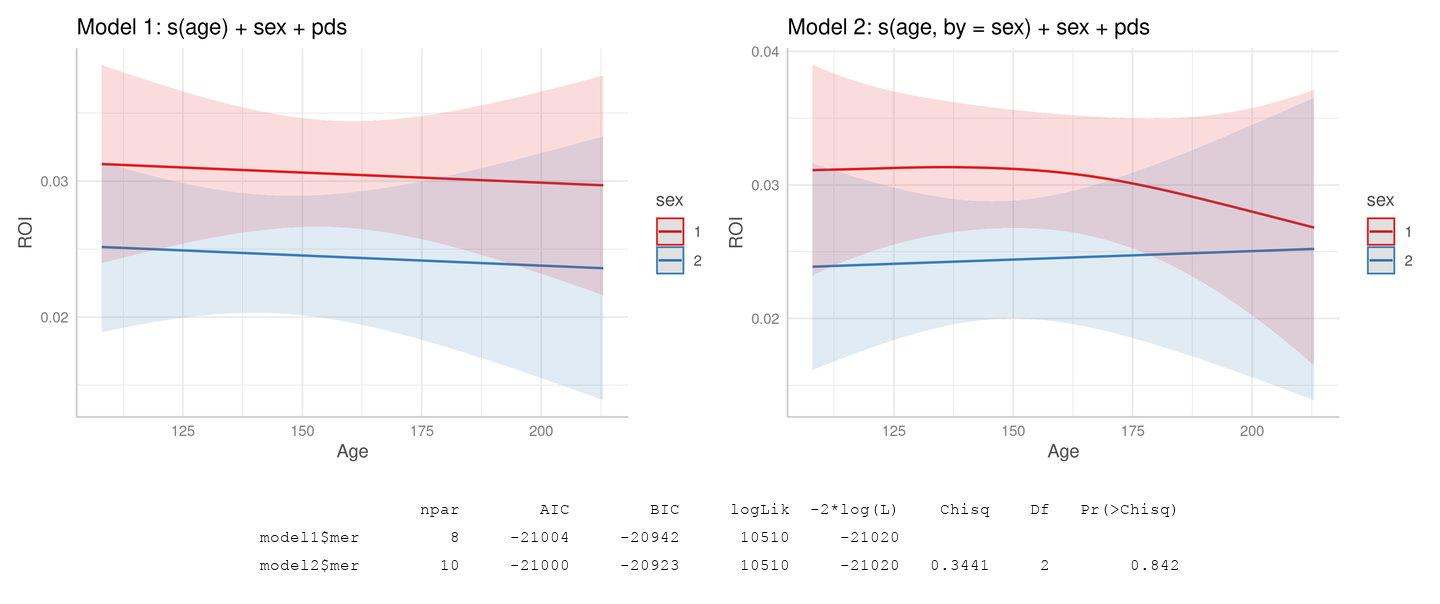 Model 1: s(age) + sex + pds
ROI
0.03
0.02
125 150 175 200
Age
sex
1
2
Model 2: s(age, by = sex) + sex + pds
ROI
0.04
0.03
0.02
125 150 175 200
Age
sex
1
2
npar AIC BIC logLik -2*log(L) Chisq Df Pr(>Chisq)
model1$mer 8 -21004 -20942 10510 -21020
model2$mer 10 -21000 -20923 10510 -21020 0.3441 2 0.842